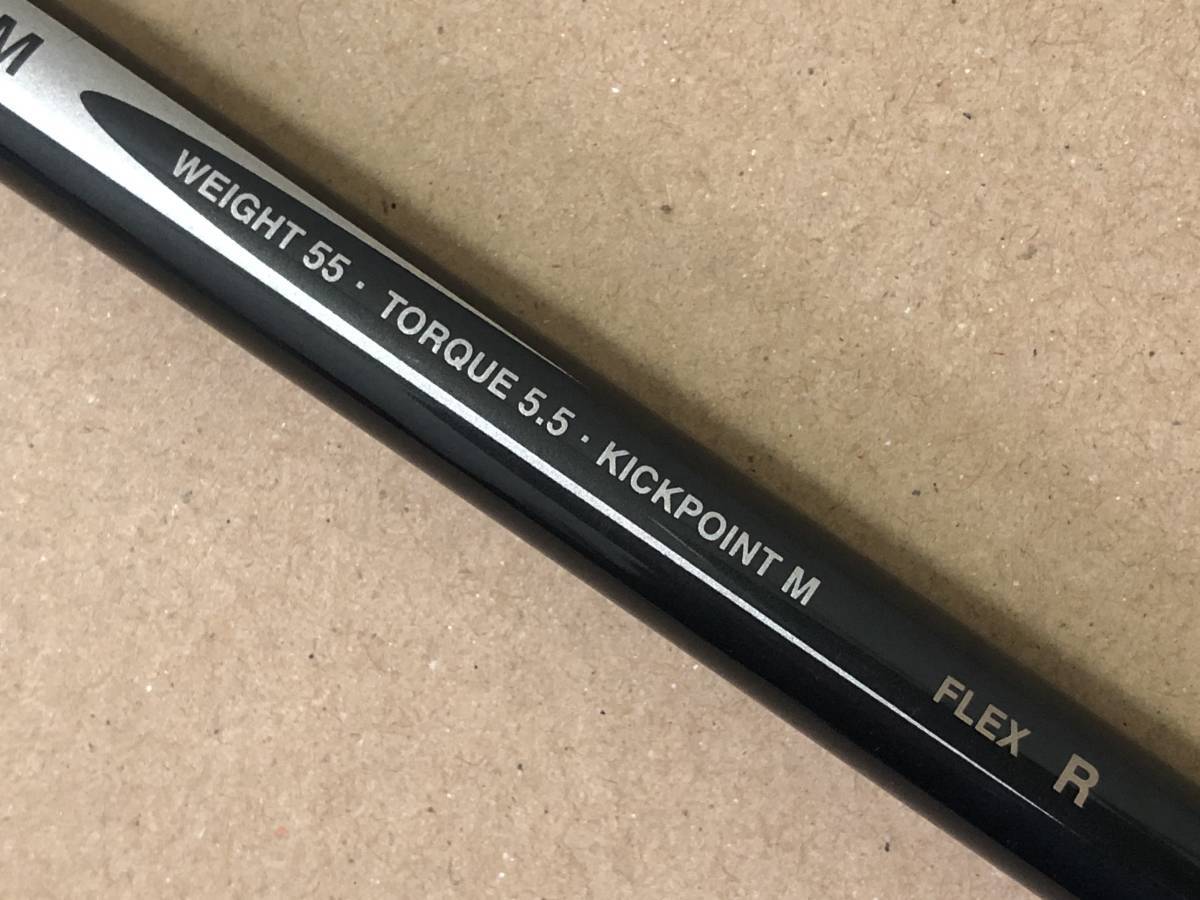 M
WEIGHT 55 · TORQUE 5.5 · KICKPOINT M
FLEX R